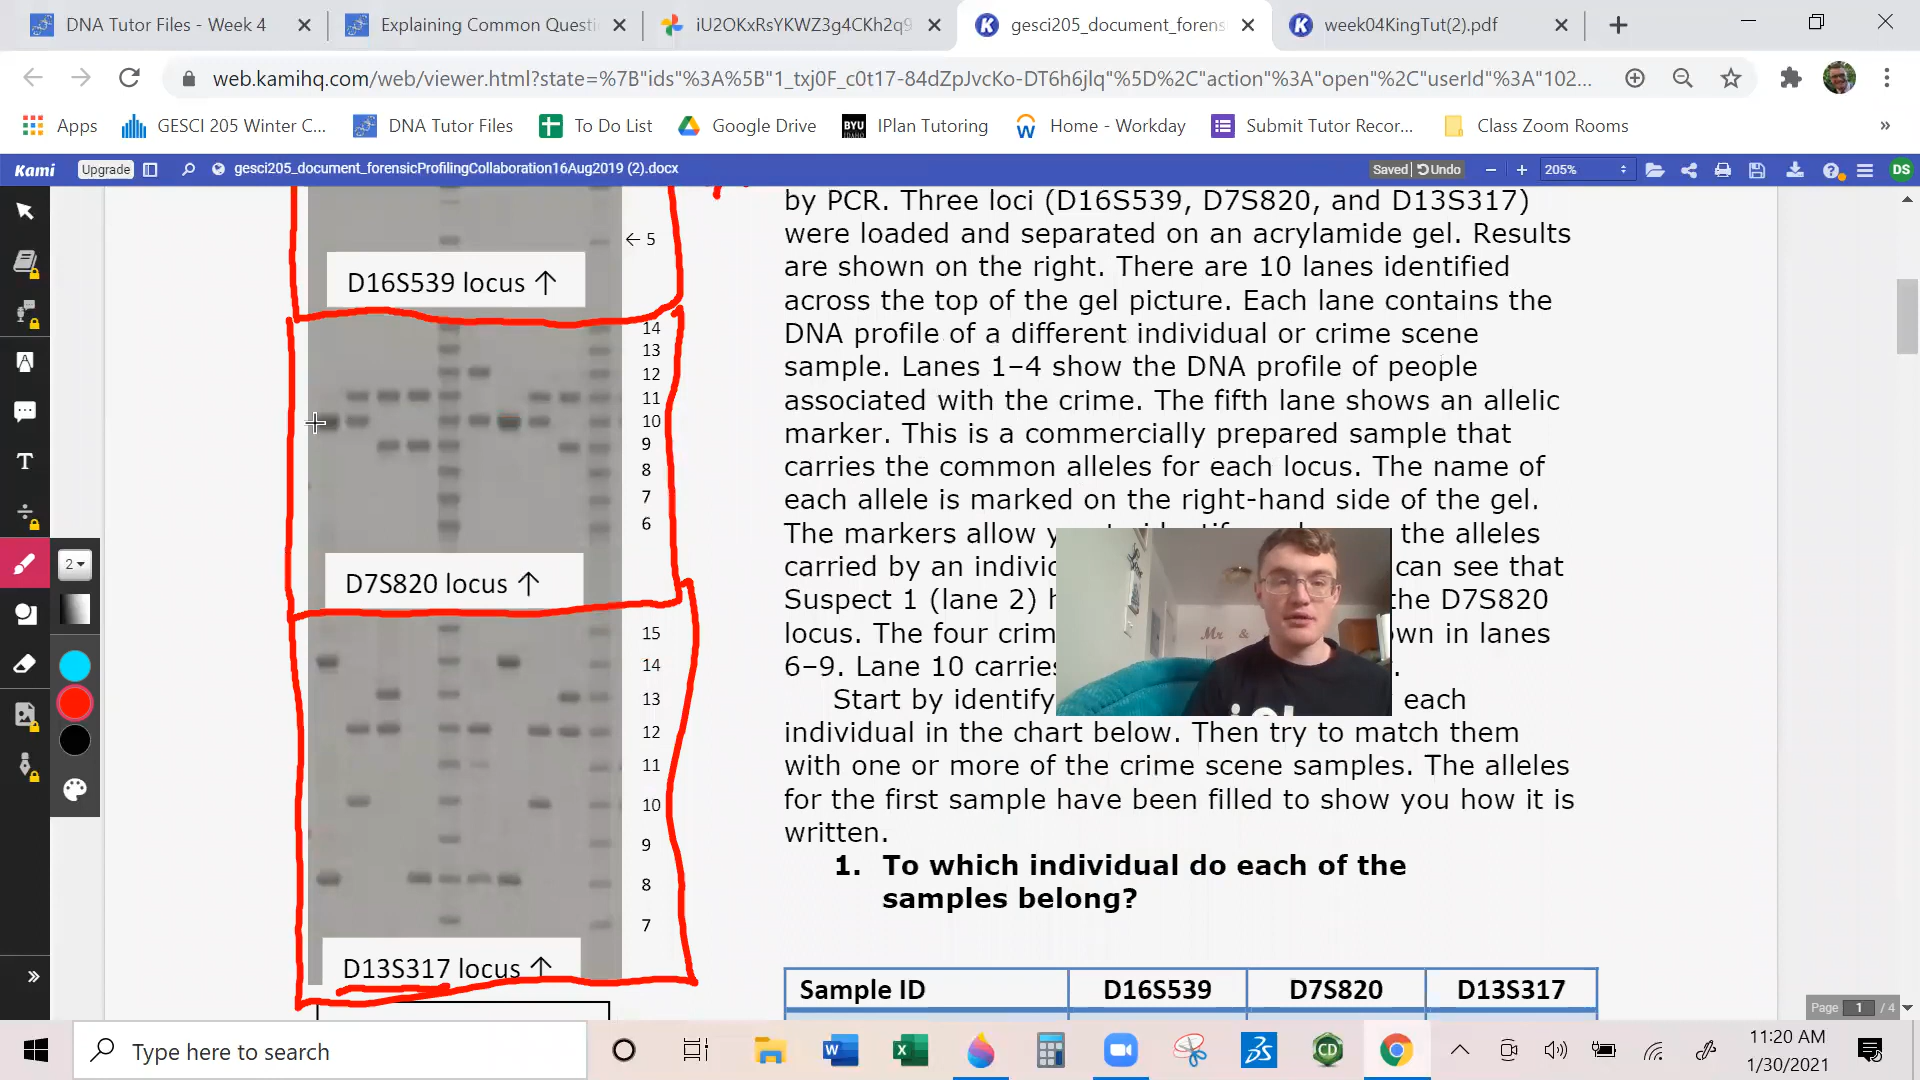 DNA Tutor Files - Week 4
Explaining Common Questi
iU2OKxRsYKWZ3g4CKh2q9
gesci205_document_forens
week04KingTut(2).pdf
web.kamihq.com/web/viewer.html?state=%7B"ids"%3A%5B"1_txj0F_c0t17-84dZpJvcKo-DT6h6jlq"%5D%2C"action"%3A"open"%2C"userId"%3A"102...
Apps
GESCI 205 Winter C...
DNA Tutor Files
To Do List
Google Drive
BYU
IPlan Tutoring
Home - Workday
Submit Tutor Recor...
Class Zoom Rooms
»
Kami
Upgrade
gesci205_document_forensicProfilingCollaboration16Aug2019 (2).docx
Saved
Undo
205%
DS
← 5
D16S539 locus ↑
14
13
12
11
10
9
8
7
6
D7S820 locus ↑
15
14
13
12
11
10
9
8
7
D13S317 locus ↑
by PCR. Three loci (D16S539, D7S820, and D13S317)
were loaded and separated on an acrylamide gel. Results
are shown on the right. There are 10 lanes identified
across the top of the gel picture. Each lane contains the
DNA profile of a different individual or crime scene
sample. Lanes 1–4 show the DNA profile of people
associated with the crime. The fifth lane shows an allelic
marker. This is a commercially prepared sample that
carries the common alleles for each locus. The name of
each allele is marked on the right-hand side of the gel.
The markers allow the alleles
carried by an can see that
Suspect 1 (lane 2) the D7S820
locus. The four in lanes
6–9. Lane 10
Start by each
individual in the chart below. Then try to match them
with one or more of the crime scene samples. The alleles
for the first sample have been filled to show you how it is
written.
1. To which individual do each of the
samples belong?
Sample ID D16S539 D7S820 D13S317
T
2
Mr &
Page 1 / 4
Type here to search
CD
11:20 AM
1/30/2021